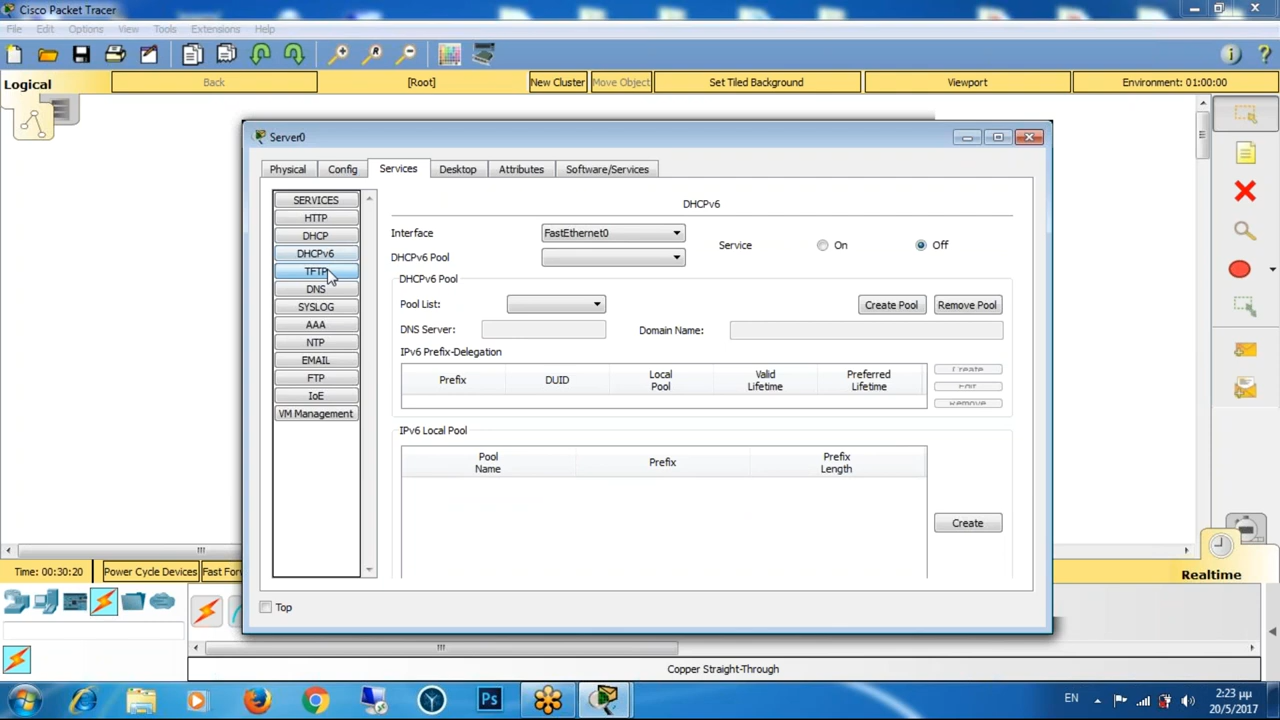 Cisco Packet Tracer
File Edit Options View Tools Extensions Help
Logical Back [Root] New Cluster Move Object Set Tiled Background Viewport Environment: 01:00:00
Server0
Physical Config Services Desktop Attributes Software/Services
SERVICES
HTTP
DHCP
DHCPv6
TFTP
DNS
SYSLOG
AAA
NTP
EMAIL
FTP
IoE
VM Management
DHCPv6
Interface FastEthernet0
Service On Off
DHCPv6 Pool
DHCPv6 Pool
Pool List: Create Pool Remove Pool
DNS Server: Domain Name:
IPv6 Prefix-Delegation
Prefix DUID Local Pool Valid Lifetime Preferred Lifetime
Create
Edit
Remove
IPv6 Local Pool
Pool Name Prefix Prefix Length
Create
Top
Time: 00:30:20 Power Cycle Devices Fast For
Realtime
Copper Straight-Through
Ps
EN
2:23 μμ
20/5/2017